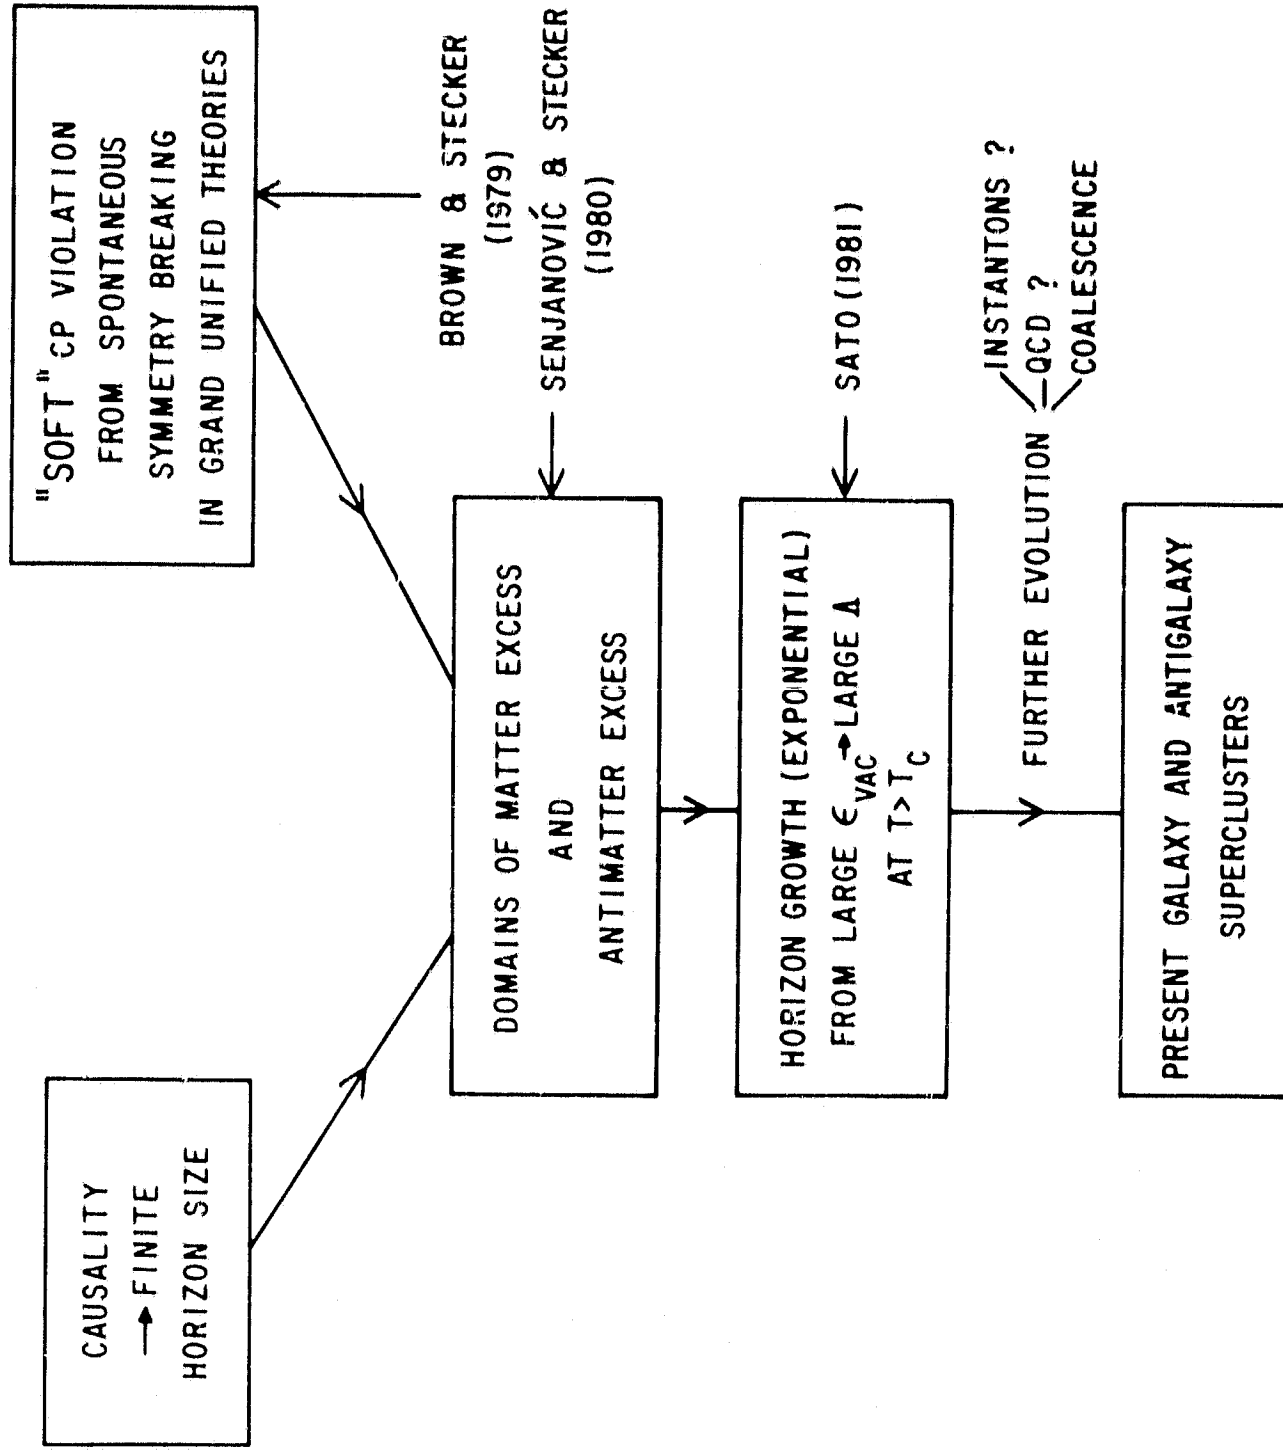 CAUSALITY
→ FINITE
HORIZON SIZE
"SOFT" CP VIOLATION
FROM SPONTANEOUS
SYMMETRY BREAKING
IN GRAND UNIFIED THEORIES
BROWN & STECKER
(1979)
SENJANOVIĆ & STECKER
(1980)
DOMAINS OF MATTER EXCESS
AND
ANTIMATTER EXCESS
HORIZON GROWTH (EXPONENTIAL)
FROM LARGE ϵ VAC → LARGE Λ
AT T > T C
SATO (1981)
FURTHER EVOLUTION
INSTANTONS ?
QCD ?
COALESCENCE
PRESENT GALAXY AND ANTIGALAXY
SUPERCLUSTERS